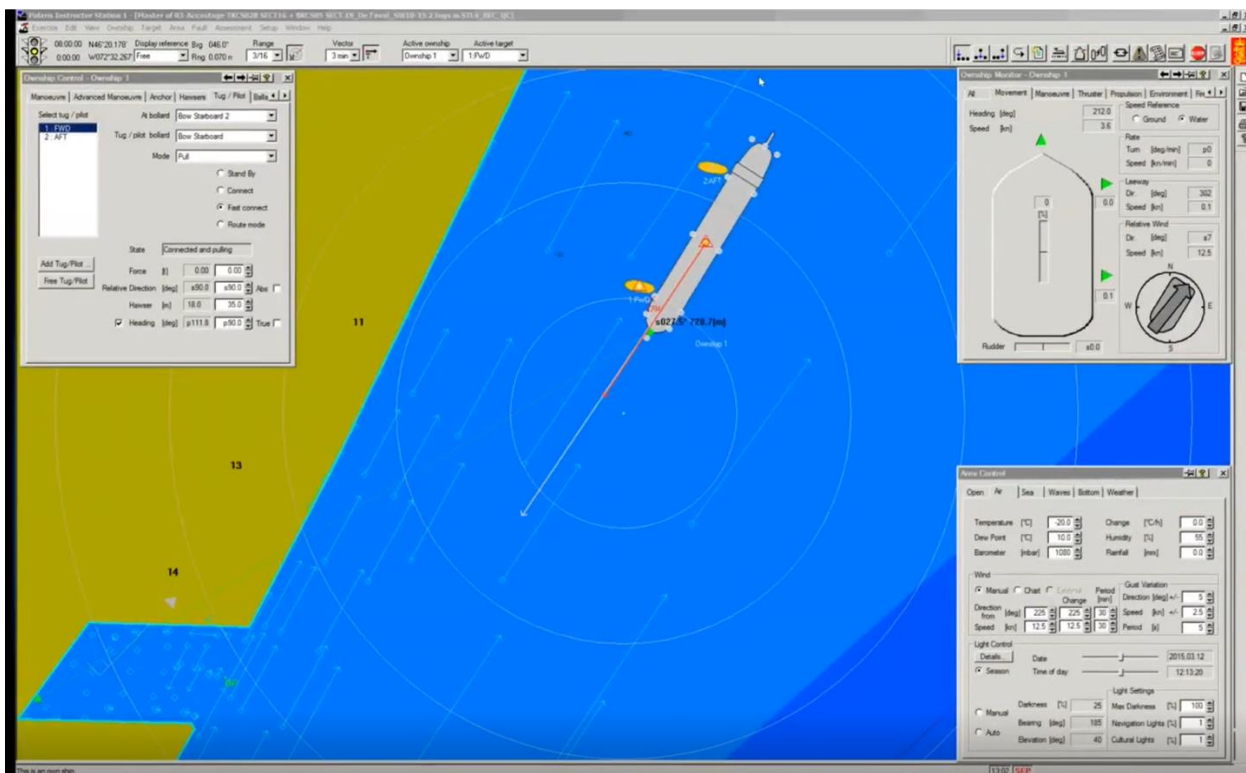 Polaris Instructor Station 1 -
Exercise Edit View Ownship Target Area Fault Assessment Setup Window Help
00:00:00 N46°20.178' Display reference Brg 046.0° Range Vector Active ownship Active target
0:00:00 W072°32.267 Free Rng 0.070 n 3/16 3 min Ownship 1 1:FWD
Ownship Control - Ownship 1
Manoeuvre Advanced Manoeuvre Anchor Hawsers Tug / Pilot Balla
Select tug / pilot At bollard Bow Starboard 2
1 : FWD
2 : AFT
Tug / pilot bollard Bow Starboard
Mode Pull
Stand By
Connect
Fast connect
Route mode
State Connected and pulling
Add Tug/Pilot ...
Free Tug/Pilot
Force [t] 0.00 0.00
Relative Direction [deg] s90.0 s90.0 Abs
Hawser [m] 18.0 35.0
Heading [deg] p111.8 p90.0 True
2:AFT
1:FWD
Ownship 1
11
13
14
Ownship Monitor - Ownship 1
All Movement Manoeuvre Thruster Propulsion Environment
Heading [deg] 212.0
Speed [kn] 3.6
Speed Reference
Ground Water
Rate
Turn [deg/min] p0
Speed [kn/min] 0
Leeway
Dir. [deg] 302
Speed [kn] 0.1
Relative Wind
Dir. [deg] s7
Speed [kn] 12.5
0
[%]
0.0
0.1
Rudder s0.0
N
W E
S
Area Control
Open Air Sea Waves Bottom Weather
Temperature [°C] -20.0 Change [°C/h] 0.0
Dew Point [°C] 10.0 Humidity [%] 55
Barometer [mbar] 1080 Rainfall [mm] 0.0
Wind
Manual Chart External Change Period [min]
Gust Variation
Direction from [deg] 225 225 30 Direction [deg] +/- 5
Speed [kn] 12.5 12.5 30 Speed [kn] +/- 2.5
Period [s] 5
Light Control
Details... Date 2015.03.12
Season Time of day 12:13:20
Light Settings
Manual Darkness [%] 25 Max Darkness [%] 100
Auto Bearing [deg] 185 Navigation Lights [%] 1
Elevation [deg] 40 Cultural Lights [%] 1
This is an own ship
13:02 SEP